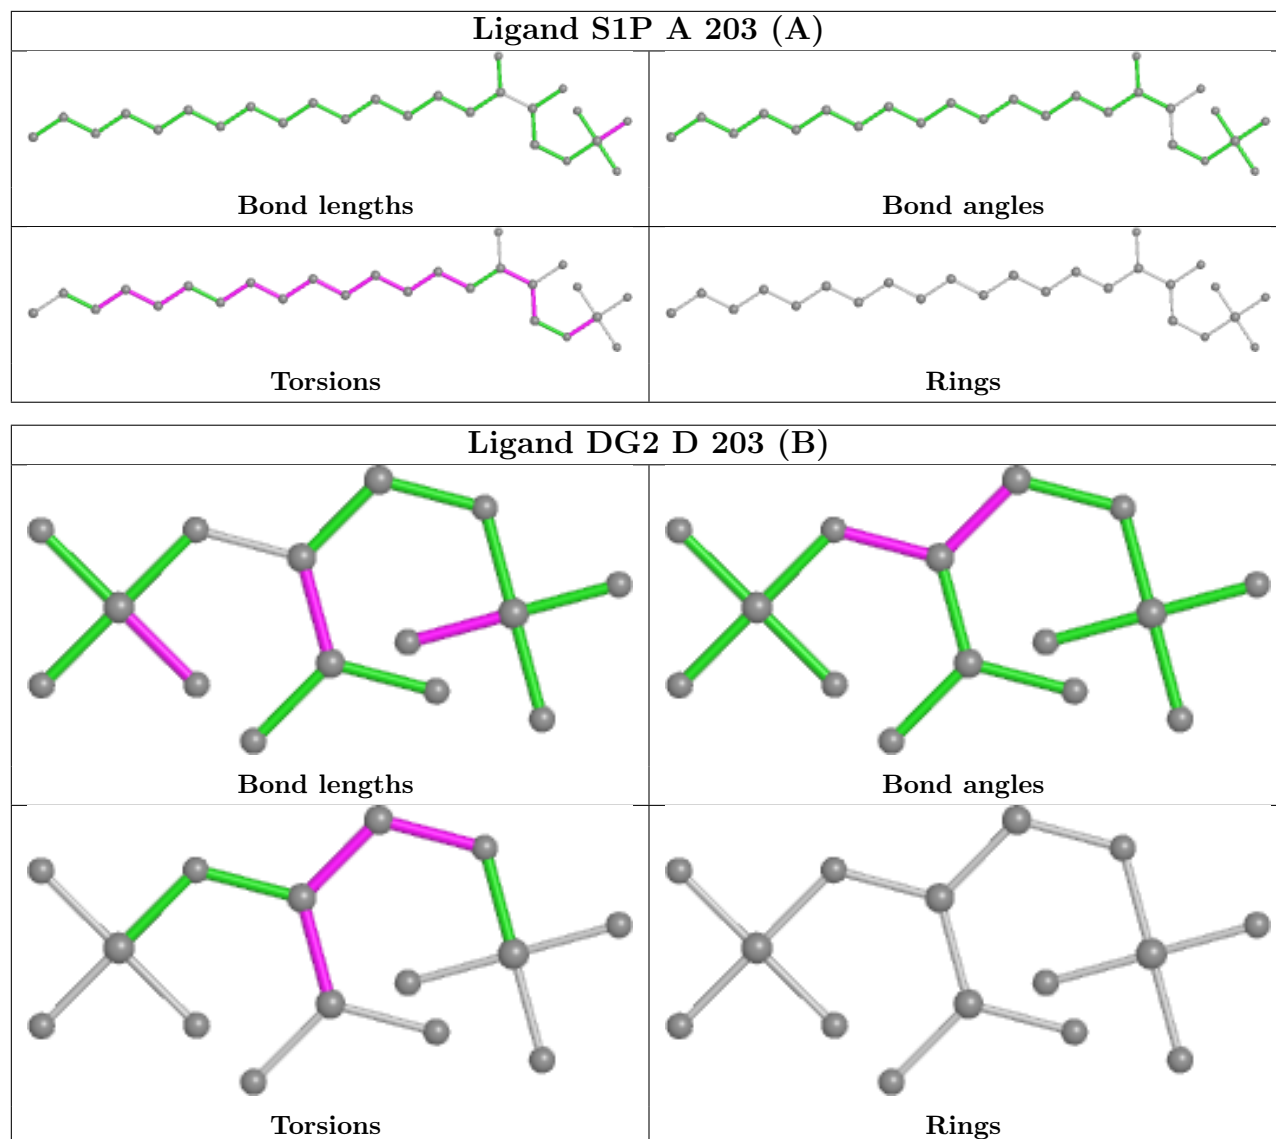 Ligand S1P A 203 (A)
Bond lengths
Bond angles
Torsions
Rings
Ligand DG2 D 203 (B)
Bond lengths
Bond angles
Torsions
Rings